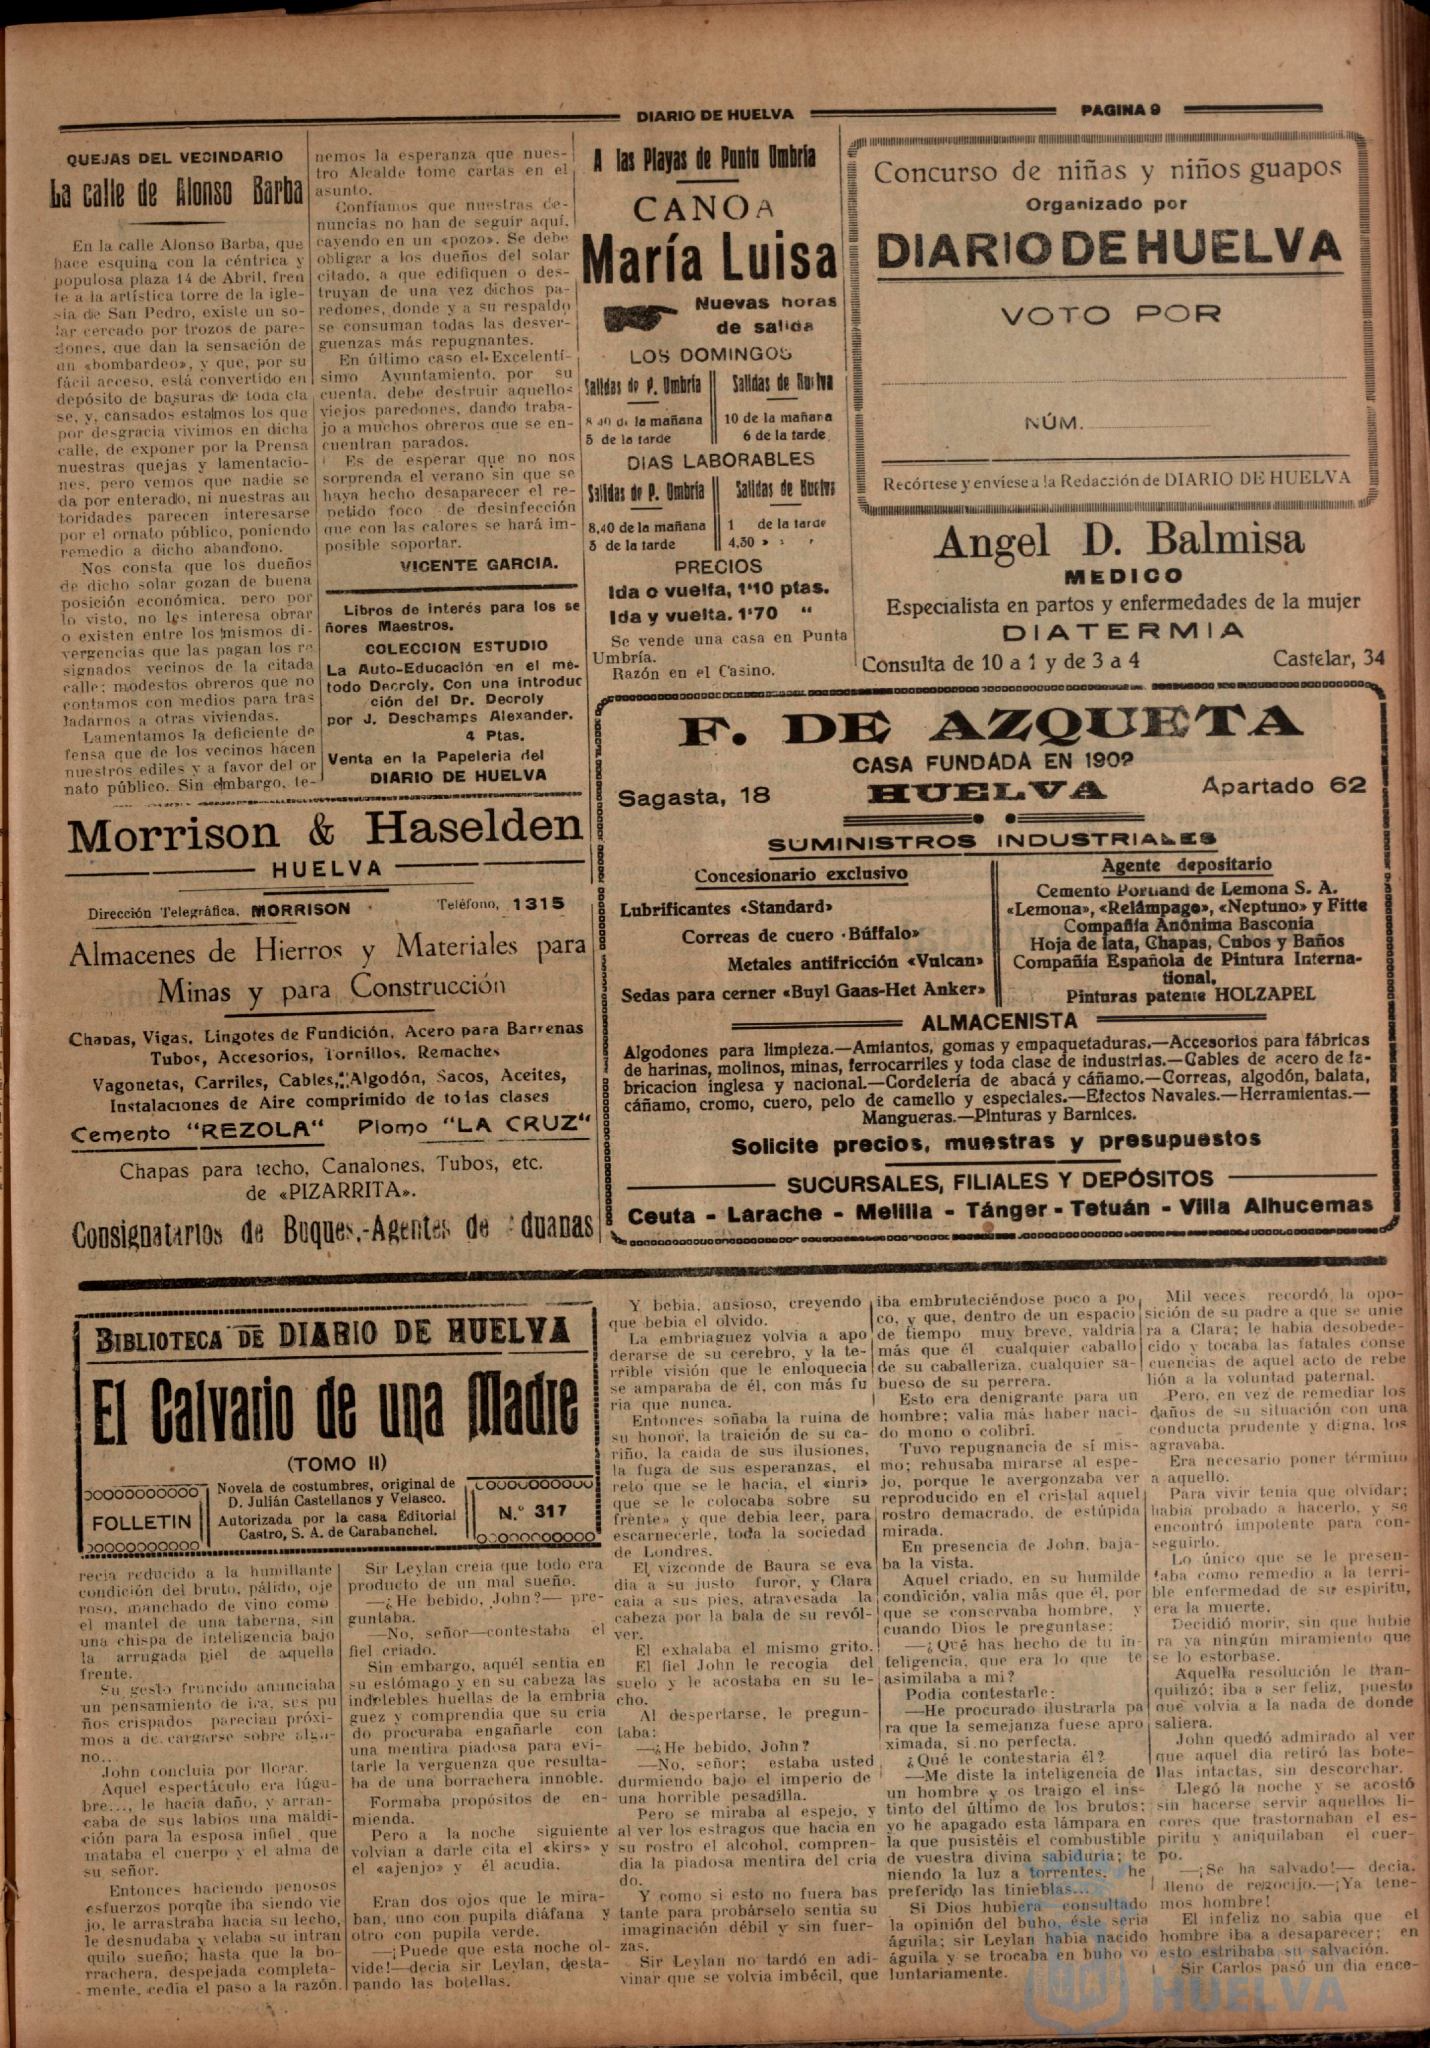 DIARIO DE HUELVA
PAGINA 9
QUEJAS DEL VECINDARIO
La calle de Alonso Barba
En la calle Alonso Barba, que
hace esquina con la céntrica y
populosa plaza 14 de Abril, fren
te a la artística torre de la igle-
sia de San Pedro, existe un so-
lar cercado por trozos de pare-
dones, que dan la sensación de
un «bombardeo», y que, por su
fácil acceso, está convertido en
depósito de basuras de toda cla
se, y, cansados estamos los que
por desgracia vivimos en dicha
calle, de exponer por la Prensa
nuestras quejas y lamentacio-
nes, pero vemos que nadie se
da por enterado, ni nuestras au
toridades parecen interesarse
por el ornato público, poniendo
remedio a dicho abandono.
Nos consta que los dueños
de dicho solar gozan de buena
posición económica, pero por
lo visto, no les interesa obrar
o existen entre los mismos di-
vergencias que las pagan los re
signados vecinos de la citada
calle; modestos obreros que no
contamos con medios para tras
ladarnos a otras viviendas.
Lamentamos la deficiente de
fensa que de los vecinos hacen
nuestros ediles y a favor del or
nato público. Sin embargo, te-
nemos la esperanza que nues-
tro Alcalde tome cartas en el
asunto.
Confiamos que nuestras de-
nuncias no han de seguir aquí,
cayendo en un «pozo». Se debe
obligar a los dueños del solar
citado, a que edifiquen o des-
truyan de una vez dichos pa-
redones, donde y a su respaldo
se consuman todas las desver-
guenzas más repugnantes.
En último caso el Excelentí-
simo Ayuntamiento, por su
cuenta, debe destruir aquellos
viejos paredones, dando traba-
jo a muchos obreros que se en-
cuentran parados.
Es de esperar que no nos
sorprenda el verano sin que se
haya hecho desaparecer el re-
petido foco de desinfección
que con las calores se hará im-
posible soportar.
VICENTE GARCIA.
Libros de interés para los se
ñores Maestros.
COLECCION ESTUDIO
La Auto-Educación en el mé-
todo Decroly. Con una introduc
ción del Dr. Decroly
por J. Deschamps Alexander.
4 Ptas.
Venta en la Papelería del
DIARIO DE HUELVA
A las Playas de Punta Umbría
CANOA
María Luisa
Nuevas horas
de salida
LOS DOMINGOS
Salidas de P. Umbría
Salidas de Huelva
8,40 de la mañana
10 de la mañana
5 de la tarde
6 de la tarde
DIAS LABORABLES
Salidas de P. Umbría
Salidas de Huelva
8,40 de la mañana
1 de la tarde
5 de la tarde
4,30 » » »
PRECIOS
Ida o vuelta, 1'10 ptas.
Ida y vuelta. 1'70 "
Se vende una casa en Punta
Umbría.
Razón en el Casino.
Concurso de niñas y niños guapos
Organizado por
DIARIO DE HUELVA
VOTO POR
NÚM.
Recórtese y envíese a la Redacción de DIARIO DE HUELVA
Angel D. Balmisa
MEDICO
Especialista en partos y enfermedades de la mujer
DIATERMIA
Consulta de 10 a 1 y de 3 a 4
Castelar, 34
F. DE AZQUETA
CASA FUNDADA EN 1902
Sagasta, 18
HUELVA
Apartado 62
SUMINISTROS INDUSTRIALES
Concesionario exclusivo
Lubrificantes «Standard»
Correas de cuero «Búffalo»
Metales antifricción «Vulcan»
Sedas para cerner «Buyl Gaas-Het Anker»
Agente depositario
Cemento Portland de Lemona S. A.
«Lemona», «Relámpago», «Neptuno» y Fitte
Compañía Anónima Basconia
Hoja de lata, Chapas, Cubos y Baños
Compañía Española de Pintura Interna-
tional,
Pinturas patente HOLZAPEL
ALMACENISTA
Algodones para limpieza.—Amiantos, gomas y empaquetaduras.—Accesorios para fábricas
de harinas, molinos, minas, ferrocarriles y toda clase de industrias.—Cables de acero de fa-
bricación inglesa y nacional.—Cordelería de abacá y cáñamo.—Correas, algodón, balata,
cáñamo, cromo, cuero, pelo de camello y especiales.—Efectos Navales.—Herramientas.—
Mangueras.—Pinturas y Barnices.
Solicite precios, muestras y presupuestos
SUCURSALES, FILIALES Y DEPÓSITOS
Ceuta - Larache - Melilla - Tánger - Tetuán - Villa Alhucemas
Morrison & Haselden
HUELVA
Dirección Telegráfica, MORRISON
Teléfono, 1315
Almacenes de Hierros y Materiales para
Minas y para Construcción
Chapas, Vigas, Lingotes de Fundición, Acero para Barrenas
Tubos, Accesorios, Tornillos, Remaches
Vagonetas, Carriles, Cables, Algodón, Sacos, Aceites,
Instalaciones de Aire comprimido de todas clases
Cemento "REZOLA" Plomo "LA CRUZ"
Chapas para techo, Canalones, Tubos, etc.
de «PIZARRITA».
Consignatarios de Buques.-Agentes de Aduanas
BIBLIOTECA DE DIARIO DE HUELVA
El Calvario de una Madre
(TOMO II)
FOLLETIN
Novela de costumbres, original de
D. Julián Castellanos y Velasco.
Autorizada por la casa Editorial
Castro, S. A. de Carabanchel.
N.º 317
recía reducido a la humillante
condición del bruto, pálido, oje
roso, manchado de vino como
el mantel de una taberna, sin
una chispa de inteligencia bajo
la arrugada piel de aquella
frente.
Su gesto fruncido anunciaba
un pensamiento de ira, sus pu
ños crispados parecían próxi-
mos a descargarse sobre algu-
no...
John concluía por llorar.
Aquel espectáculo era lúgu-
bre..., le hacía daño, y arran-
caba de sus labios una maldi-
ción para la esposa infiel que
mataba el cuerpo y el alma de
su señor.
Entonces haciendo penosos
esfuerzos porque iba siendo vie
jo, le arrastraba hacia su lecho,
le desnudaba y velaba su intran
quilo sueño; hasta que la bo-
rrachera, despejada completa-
mente, cedía el paso a la razón.
Sir Leylan creía que todo era
producto de un mal sueño.
—¿He bebido, John?— pre-
guntaba.
—No, señor—contestaba el
fiel criado.
Sin embargo, aquél sentía en
su estómago y en su cabeza las
indelebles huellas de la embria
guez y comprendía que su cria
do procuraba engañarle con
una mentira piadosa para evi-
tarle la verguenza que resulta-
ba de una borrachera innoble.
Formaba propósitos de en-
mienda.
Pero a la noche siguiente
volvían a darle cita el «kirs» y
el «ajenjo» y él acudía.
Eran dos ojos que le mira-
ban, uno con pupila diáfana y
otro con pupila verde.
—¡Puede que esta noche ol-
vide!—decía sir Leylan, desta-
pando las botellas.
Y bebía, ansioso, creyendo
que bebía el olvido.
La embriaguez volvía a apo
derarse de su cerebro, y la te-
rrible visión que le enloquecía
se amparaba de él, con más fu
ria que nunca.
Entonces soñaba la ruina de
su honor, la traición de su ca-
riño, la caída de sus ilusiones,
la fuga de sus esperanzas, el
reto que se le hacía, el «inri»
que se le colocaba sobre su
frente» y que debía leer, para
escarnecerle, toda la sociedad
de Londres.
El vizconde de Baura se eva
día a su justo furor, y Clara
caía a sus pies, atravesada la
cabeza por la bala de su revól-
ver.
El exhalaba el mismo grito.
El fiel John le recogía del
suelo y le acostaba en su le-
cho.
Al despertarse, le pregun-
taba:
—¿He bebido, John?
—No, señor; estaba usted
durmiendo bajo el imperio de
una horrible pesadilla.
Pero se miraba al espejo, y
al ver los estragos que hacía en
su rostro el alcohol, compren-
día la piadosa mentira del cria
do.
Y como si esto no fuera bas
tante para probárselo sentía su
imaginación débil y sin fuer-
zas.
Sir Leylan no tardó en adi-
vinar que se volvía imbécil, que
iba embruteciéndose poco a po
co, y que, dentro de un espacio
de tiempo muy breve, valdría
más que él cualquier caballo
de su caballeriza, cualquier sa-
bueso de su perrera.
Esto era denigrante para un
hombre; valía más haber naci-
do mono o colibrí.
Tuvo repugnancia de sí mis-
mo; rehusaba mirarse al espe-
jo, porque le avergonzaba ver
reproducido en el cristal aquel
rostro demacrado, de estúpida
mirada.
En presencia de John, baja-
ba la vista.
Aquel criado, en su humilde
condición, valía más que él, por
que se conservaba hombre, y
cuando Dios le preguntase:
—¿Qué has hecho de tu in-
teligencia, que era lo que te
asimilaba a mí?
Podía contestarle:
—He procurado ilustrarla pa
ra que la semejanza fuese apro
ximada, si no perfecta.
¿Qué le contestaría él?
—Me diste la inteligencia de
un hombre y os traigo el ins-
tinto del último de los brutos;
yo he apagado esta lámpara en
la que pusistéis el combustible
de vuestra divina sabiduría; te
niendo la luz a torrentes, he
preferido las tinieblas...
Si Dios hubiera consultado
la opinión del buho, éste sería
águila; sir Leylan había nacido
águila y se trocaba en buho vo
luntariamente.
Mil veces recordó la opo-
sición de su padre a que se unie
ra a Clara; le había desobede-
cido y tocaba las fatales conse
cuencias de aquel acto de rebe
lión a la voluntad paternal.
Pero, en vez de remediar los
daños de su situación con una
conducta prudente y digna, los
agravaba.
Era necesario poner término
a aquello.
Para vivir tenía que olvidar;
había probado a hacerlo, y se
encontró impotente para con-
seguirlo.
Lo único que se le presen-
taba como remedio a la terri-
ble enfermedad de su espíritu,
era la muerte.
Decidió morir, sin que hubie
ra ya ningún miramiento que
se lo estorbase.
Aquella resolución le tran-
quilizó; iba a ser feliz, puesto
que volvía a la nada de donde
saliera.
John quedó admirado al ver
que aquel día retiró las bote-
llas intactas, sin descorchar.
Llegó la noche y se acostó
sin hacerse servir aquellos li-
cores que trastornaban el es-
píritu y aniquilaban el cuer-
po.
—¡Se ha salvado!— decía,
lleno de regocijo.—¡Ya tene-
mos hombre!
El infeliz no sabía que el
hombre iba a desaparecer; en
esto estribaba su salvación.
Sir Carlos pasó un día ence-
HUELVA